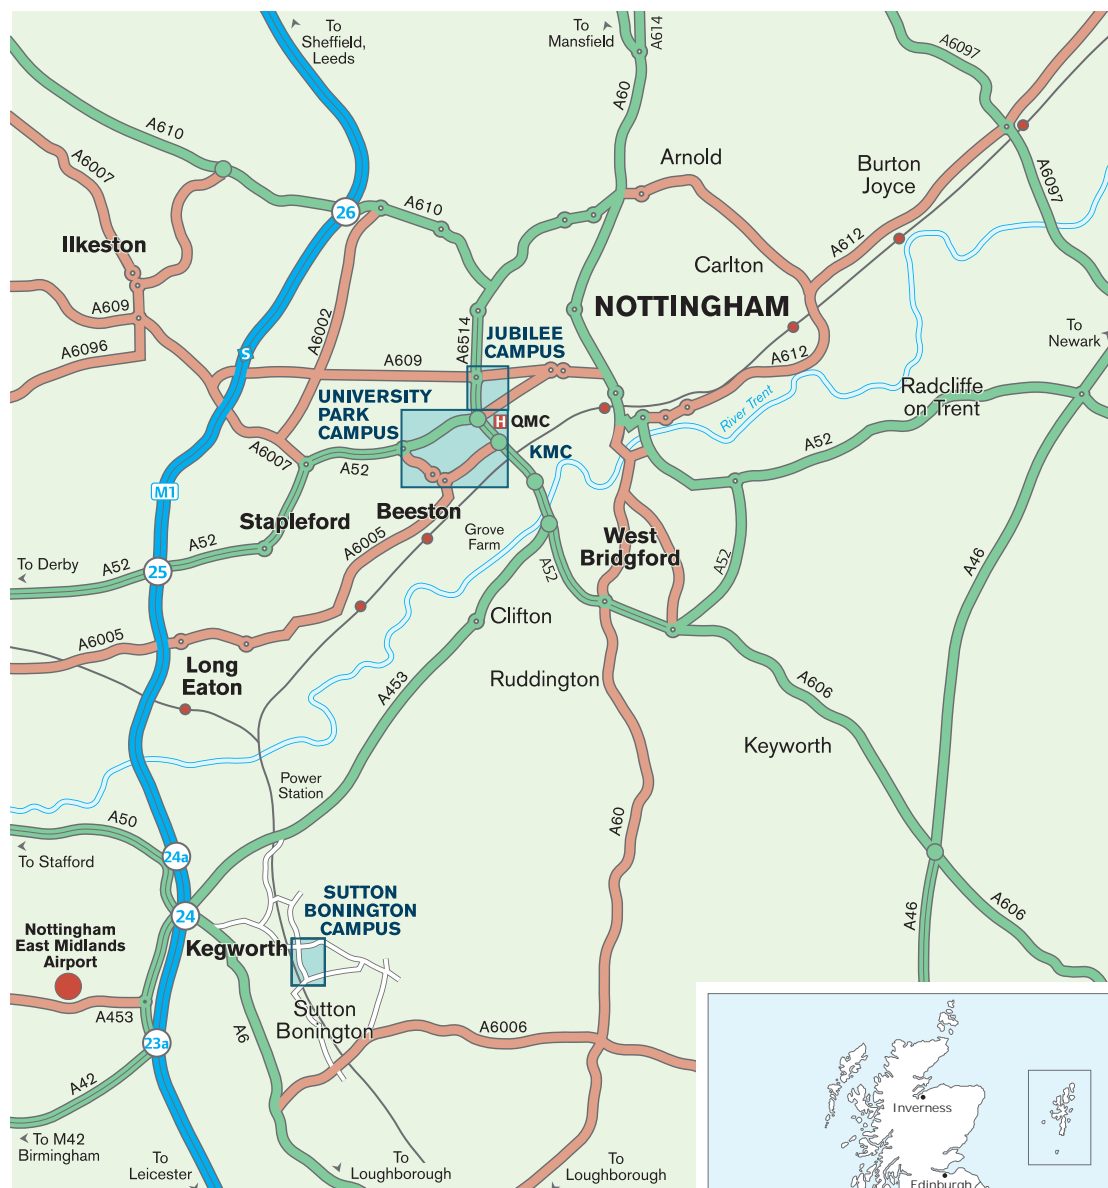 To
Sheffield,
Leeds
To
Mansfield
A614
A6097
A60
A610
A6007
Arnold
Burton
Joyce
A6097
26
A610
Ilkeston
A612
Carlton
A609
A6002
NOTTINGHAM
A6514
JUBILEE
CAMPUS
To
Newark
A6096
S
A609
A612
UNIVERSITY
PARK
CAMPUS
River Trent
Radcliffe
on Trent
H
QMC
A6007
A52
KMC
A52
M1
Stapleford
Beeston
Grove
Farm
West
Bridgford
A52
A6005
To Derby
A52
25
A52
A52
A46
Clifton
A6005
Long
Eaton
A453
Ruddington
A606
Keyworth
Power
Station
A50
A60
24a
To Stafford
SUTTON
BONINGTON
CAMPUS
24
A46
A606
Nottingham
East Midlands
Airport
Kegworth
A453
Sutton
Bonington
A6
A6006
23a
A42
Inverness
To M42
Birmingham
To
Leicester
To
Loughborough
To
Loughborough
Edinburgh